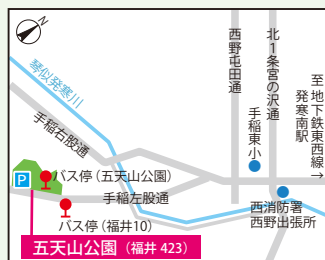 琴似発寒川
手稲右股通
P
バス停（五天山公園）
手稲左股通
バス停（福井10）
五天山公園（福井 423）
西野屯田通
北1条宮の沢通
手稲東小
至 地下鉄東西線→
発寒南駅
西消防署
西野出張所